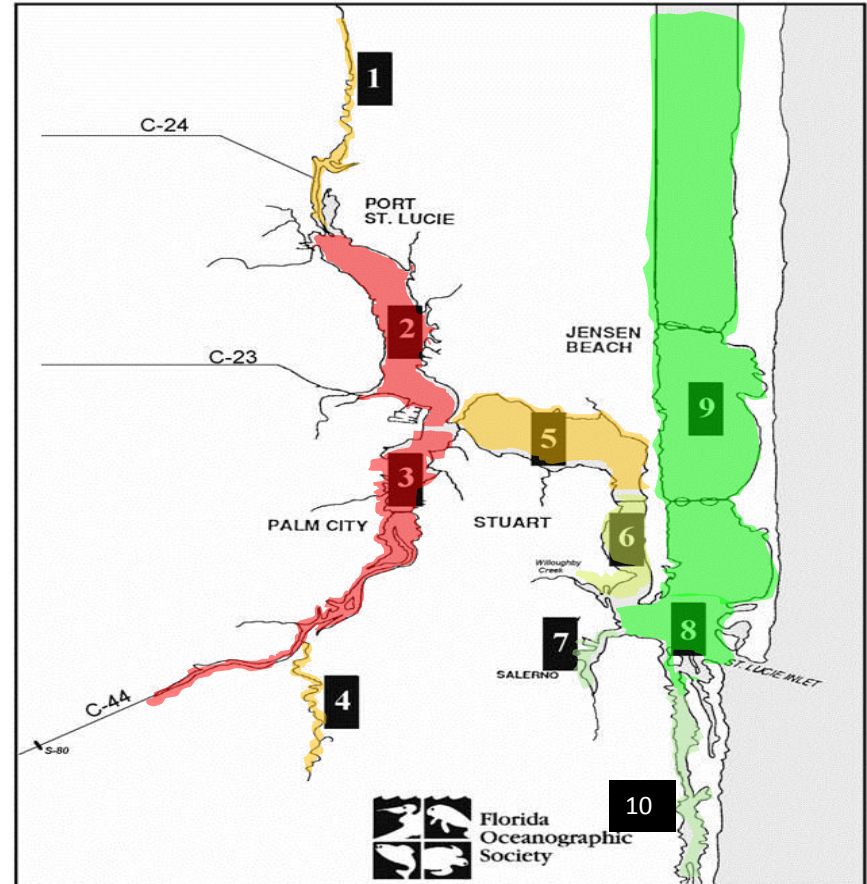 1
C-24
PORT
ST. LUCIE
2
JENSEN
BEACH
C-23
9
5
3
PALM CITY
STUART
6
Willoughby
Creek
7
8
SALERNO
ST. LUCIE INLET
4
C-44
S-80
10
Florida
Oceanographic
Society